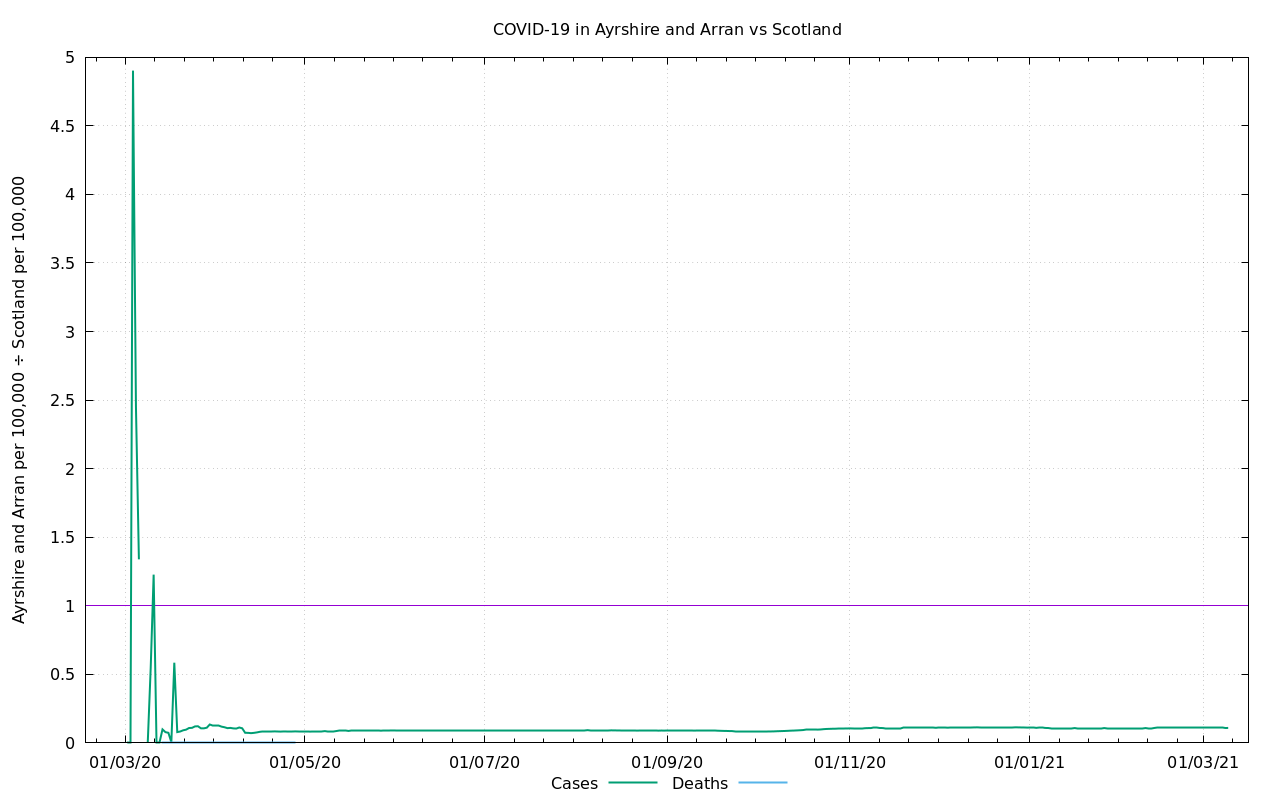 COVID-19 in Ayrshire and Arran vs Scotland
Ayrshire and Arran per 100,000 ÷ Scotland per 100,000
5
4.5
4
3.5
3
2.5
2
1.5
1
0.5
0
01/03/20 01/05/20 01/07/20 01/09/20 01/11/20 01/01/21 01/03/21
Cases Deaths